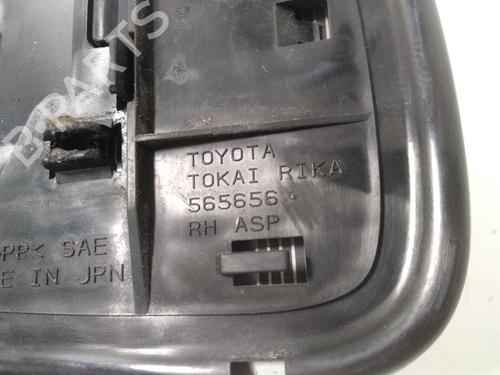 B-PARTS
TOYOTA
TOKAI RIKA
565656
RH ASP
PP< SAE
E IN JPN